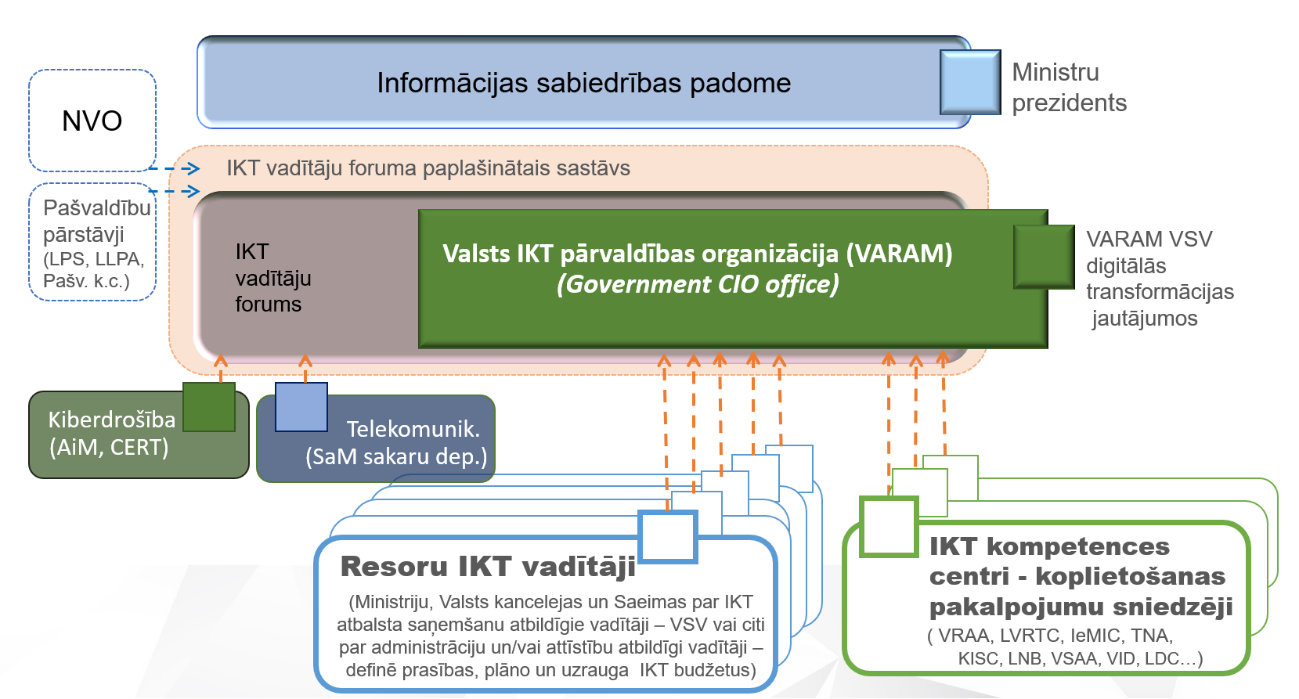 Informācijas sabiedrības padome
Ministru
prezidents
NVO
IKT vadītāju foruma paplašinātais sastāvs
Pašvaldību
pārstāvji
(LPS, LLPA,
Pašv. k.c.)
IKT
vadītāju
forums
Valsts IKT pārvaldības organizācija (VARAM)
(Government CIO office)
VARAM VSV
digitālās
transformācijas
jautājumos
Kiberdrošība
(AiM, CERT)
Telekomunik.
(SaM sakaru dep.)
Resoru IKT vadītāji
(Ministriju, Valsts kancelejas un Saeimas par IKT
atbalsta saņemšanu atbildīgie vadītāji – VSV vai citi
par administrāciju un/vai attīstību atbildīgi vadītāji –
definē prasības, plāno un uzrauga IKT budžetus)
IKT kompetences
centri - koplietošanas
pakalpojumu sniedzēji
( VRAA, LVRTC, IeMIC, TNA,
KISC, LNB, VSAA, VID, LDC...)